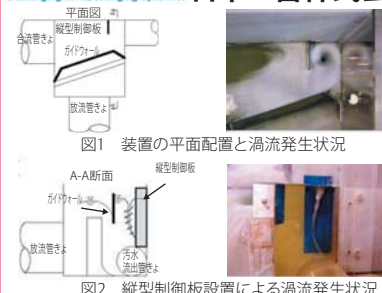 平面図
縦型制御板
合流管きょ
ガイドウォール
放流管きょ
図1 装置の平面配置と渦流発生状況
縦型制御板
A-A断面
ガイドウォール
放流管きょ
汚水
流出管きょ
図2 縦型制御板設置による渦流発生状況